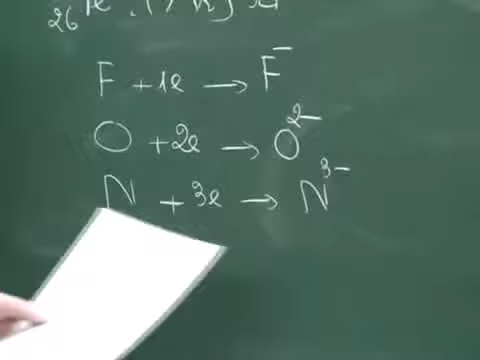 F + 1e → F⁻
O + 2e → O²⁻
N + 3e → N³⁻